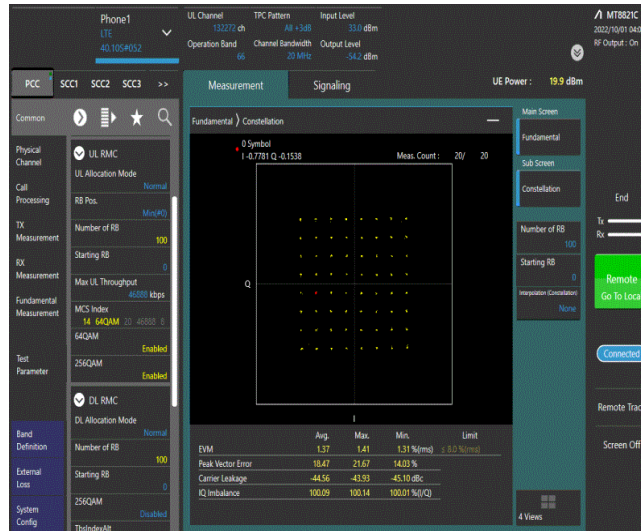 Phone1
LTE
40.105#052
UL Channel TPC Pattern Input Level
132272 ch Alt +3dB 33.0 dBm
Operation Band Channel Bandwidth Output Level
66 20 MHz -54.2 dBm
MT8821C
2022/10/01 04:0
RF Output : On
PCC SCC1 SCC2 SCC3 >>
Measurement Signaling
UE Power : 19.9 dBm
Common
Physical
Channel
Call
Processing
TX
Measurement
RX
Measurement
Fundamental
Measurement
Test
Parameter
Band
Definition
External
Loss
System
Config
UL RMC
UL Allocation Mode
Normal
RB Pos.
Min(#0)
Number of RB
100
Starting RB
0
Max UL Throughput
46888 kbps
MCS Index
14 64QAM 20 46888 6
64QAM
Enabled
256QAM
Enabled
DL RMC
DL Allocation Mode
Normal
Number of RB
100
Starting RB
0
256QAM
Disabled
TbsIndexAlt
Fundamental 〉 Constellation
0 Symbol
I -0.7781 Q -0.1538 Meas. Count : 20/ 20
Q
I
Avg. Max. Min. Limit
EVM 1.37 1.41 1.31 %(rms) ≤ 8.0 %(rms)
Peak Vector Error 18.47 21.67 14.03 %
Carrier Leakage -44.56 -43.93 -45.10 dBc
IQ Imbalance 100.09 100.14 100.01 %(I/Q)
Main Screen
Fundamental
Sub Screen
Constellation
Number of RB
100
Starting RB
0
Interpolation (Constellation)
None
4 Views
End
Tx
Rx
Remote
Go To Local
Connected
Remote Trac
Screen Off